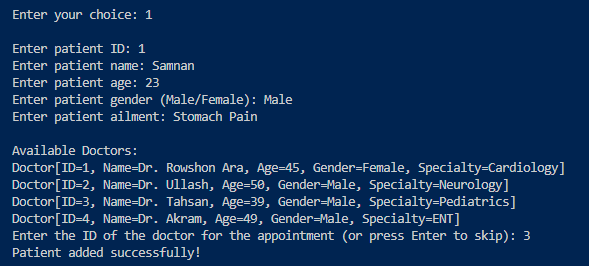 Enter your choice: 1
Enter patient ID: 1
Enter patient name: Samnan
Enter patient age: 23
Enter patient gender (Male/Female): Male
Enter patient ailment: Stomach Pain
Available Doctors:
Doctor[ID=1, Name=Dr. Rowshon Ara, Age=45, Gender=Female, Specialty=Cardiology]
Doctor[ID=2, Name=Dr. Ullash, Age=50, Gender=Male, Specialty=Neurology]
Doctor[ID=3, Name=Dr. Tahsan, Age=39, Gender=Male, Specialty=Pediatrics]
Doctor[ID=4, Name=Dr. Akram, Age=49, Gender=Male, Specialty=ENT]
Enter the ID of the doctor for the appointment (or press Enter to skip): 3
Patient added successfully!